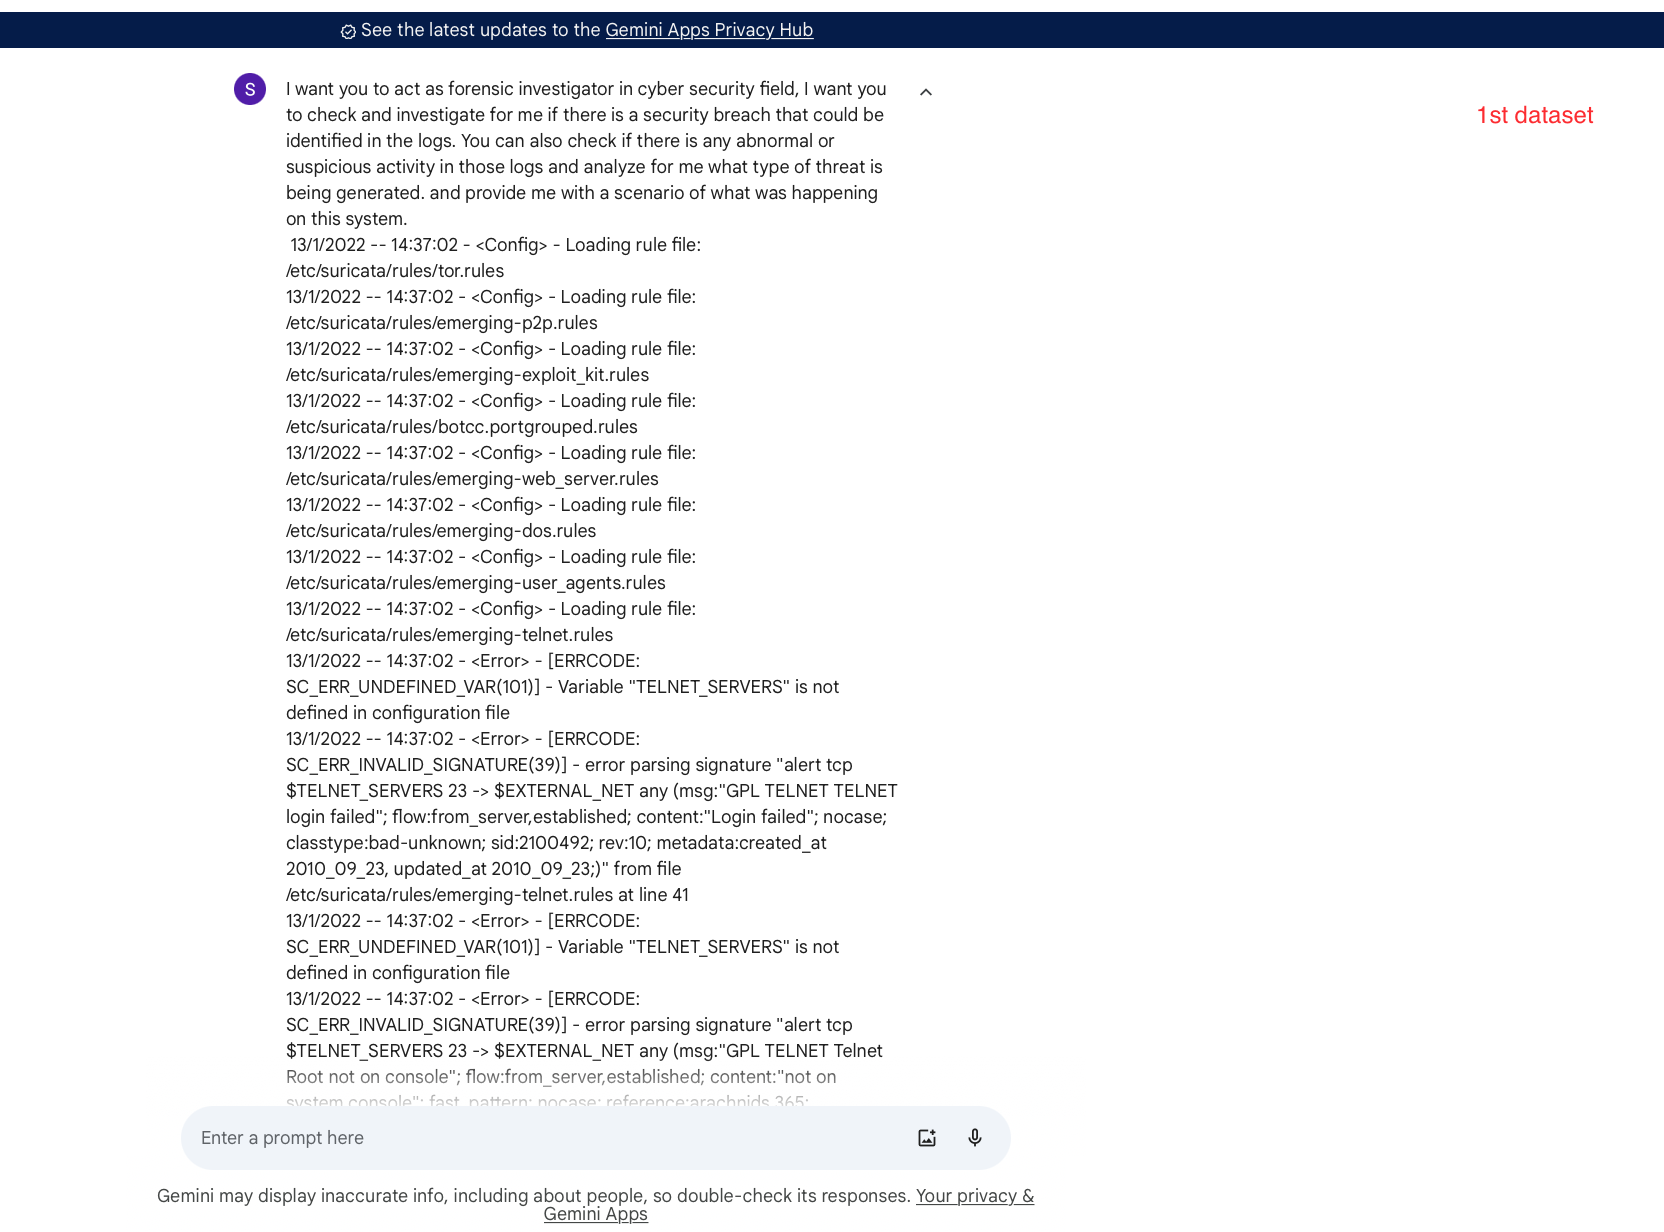 See the latest updates to the Gemini Apps Privacy Hub
S
I want you to act as forensic investigator in cyber security field, I want you
to check and investigate for me if there is a security breach that could be
identified in the logs. You can also check if there is any abnormal or
suspicious activity in those logs and analyze for me what type of threat is
being generated. and provide me with a scenario of what was happening
on this system.
13/1/2022 -- 14:37:02 - <Config> - Loading rule file:
/etc/suricata/rules/tor.rules
13/1/2022 -- 14:37:02 - <Config> - Loading rule file:
/etc/suricata/rules/emerging-p2p.rules
13/1/2022 -- 14:37:02 - <Config> - Loading rule file:
/etc/suricata/rules/emerging-exploit_kit.rules
13/1/2022 -- 14:37:02 - <Config> - Loading rule file:
/etc/suricata/rules/botcc.portgrouped.rules
13/1/2022 -- 14:37:02 - <Config> - Loading rule file:
/etc/suricata/rules/emerging-web_server.rules
13/1/2022 -- 14:37:02 - <Config> - Loading rule file:
/etc/suricata/rules/emerging-dos.rules
13/1/2022 -- 14:37:02 - <Config> - Loading rule file:
/etc/suricata/rules/emerging-user_agents.rules
13/1/2022 -- 14:37:02 - <Config> - Loading rule file:
/etc/suricata/rules/emerging-telnet.rules
13/1/2022 -- 14:37:02 - <Error> - [ERRCODE:
SC_ERR_UNDEFINED_VAR(101)] - Variable "TELNET_SERVERS" is not
defined in configuration file
13/1/2022 -- 14:37:02 - <Error> - [ERRCODE:
SC_ERR_INVALID_SIGNATURE(39)] - error parsing signature "alert tcp
$TELNET_SERVERS 23 -> $EXTERNAL_NET any (msg:"GPL TELNET TELNET
login failed"; flow:from_server,established; content:"Login failed"; nocase;
classtype:bad-unknown; sid:2100492; rev:10; metadata:created_at
2010_09_23, updated_at 2010_09_23;)" from file
/etc/suricata/rules/emerging-telnet.rules at line 41
13/1/2022 -- 14:37:02 - <Error> - [ERRCODE:
SC_ERR_UNDEFINED_VAR(101)] - Variable "TELNET_SERVERS" is not
defined in configuration file
13/1/2022 -- 14:37:02 - <Error> - [ERRCODE:
SC_ERR_INVALID_SIGNATURE(39)] - error parsing signature "alert tcp
$TELNET_SERVERS 23 -> $EXTERNAL_NET any (msg:"GPL TELNET Telnet
Root not on console"; flow:from_server,established; content:"not on
system console"; fast_pattern; nocase; reference:arachnids,365;
1st dataset
Enter a prompt here
Gemini may display inaccurate info, including about people, so double-check its responses. Your privacy &
Gemini Apps